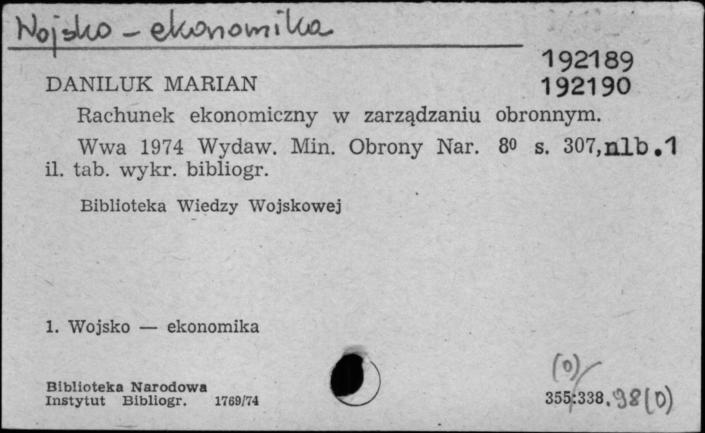 Wojsko – ekonomika
192189
DANILUK MARIAN 192190
Rachunek ekonomiczny w zarządzaniu obronnym.
Wwa 1974 Wydaw. Min. Obrony Nar. 8⁰ s. 307, nlb. 1
il. tab. wykr. bibliogr.
Biblioteka Wiedzy Wojskowej
1. Wojsko — ekonomika
(0)
Biblioteka Narodowa
Instytut Bibliogr. 1769/74 355:338.98(0)